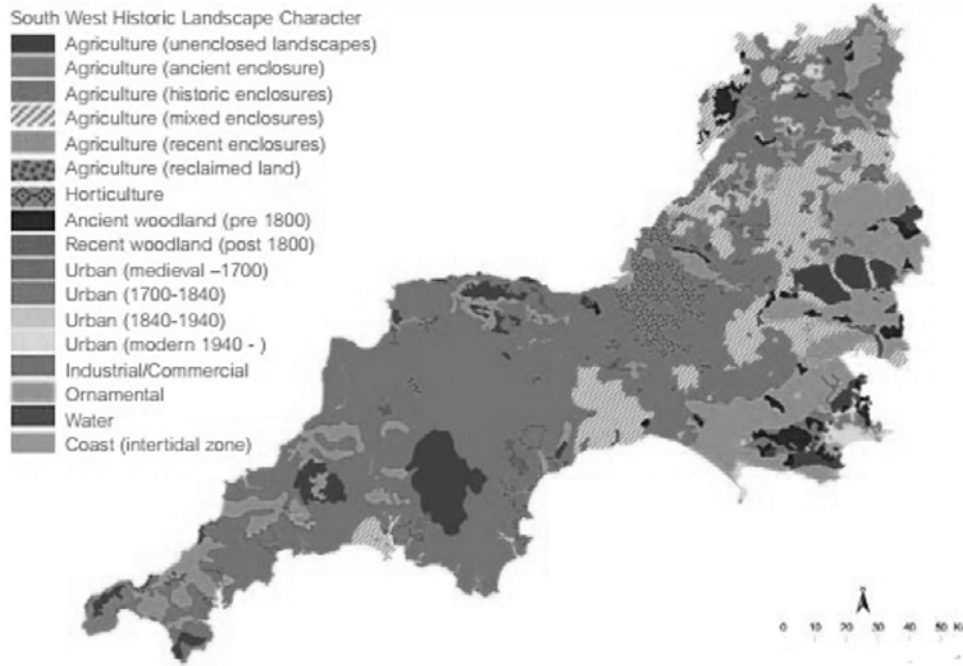 South West Historic Landscape Character
Agriculture (unenclosed landscapes)
Agriculture (ancient enclosure)
Agriculture (historic enclosures)
Agriculture (mixed enclosures)
Agriculture (recent enclosures)
Agriculture (reclaimed land)
Horticulture
Ancient woodland (pre 1800)
Recent woodland (post 1800)
Urban (medieval –1700)
Urban (1700-1840)
Urban (1840-1940)
Urban (modern 1940 - )
Industrial/Commercial
Ornamental
Water
Coast (intertidal zone)
0 10 20 30 40 50